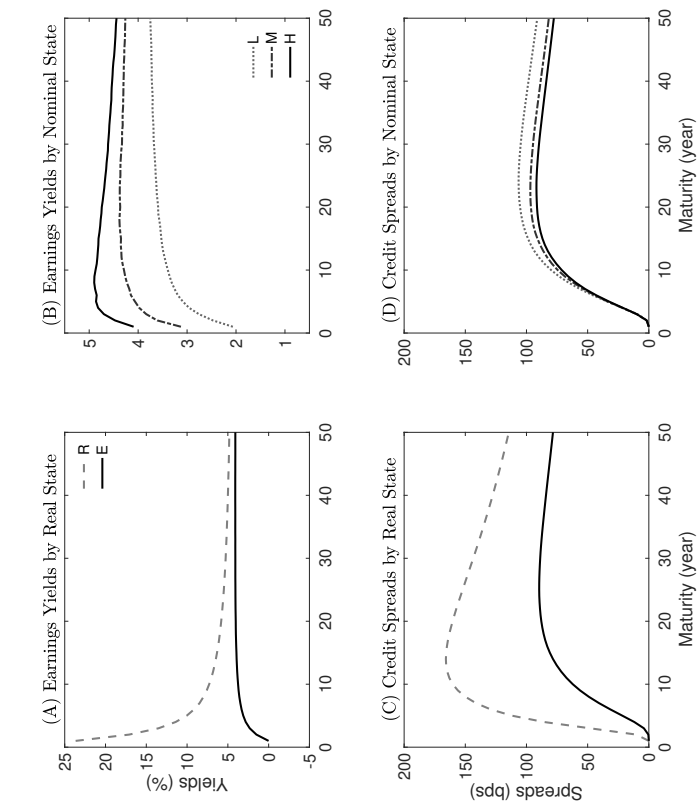 (A) Earnings Yields by Real State
25
20
15
10
5
0
-5
Yields (%)
0 10 20 30 40 50
R
E
(B) Earnings Yields by Nominal State
5
4
3
2
1
0 10 20 30 40 50
L
M
H
(C) Credit Spreads by Real State
200
150
100
50
0
Spreads (bps)
0 10 20 30 40 50
Maturity (year)
(D) Credit Spreads by Nominal State
200
150
100
50
0
0 10 20 30 40 50
Maturity (year)